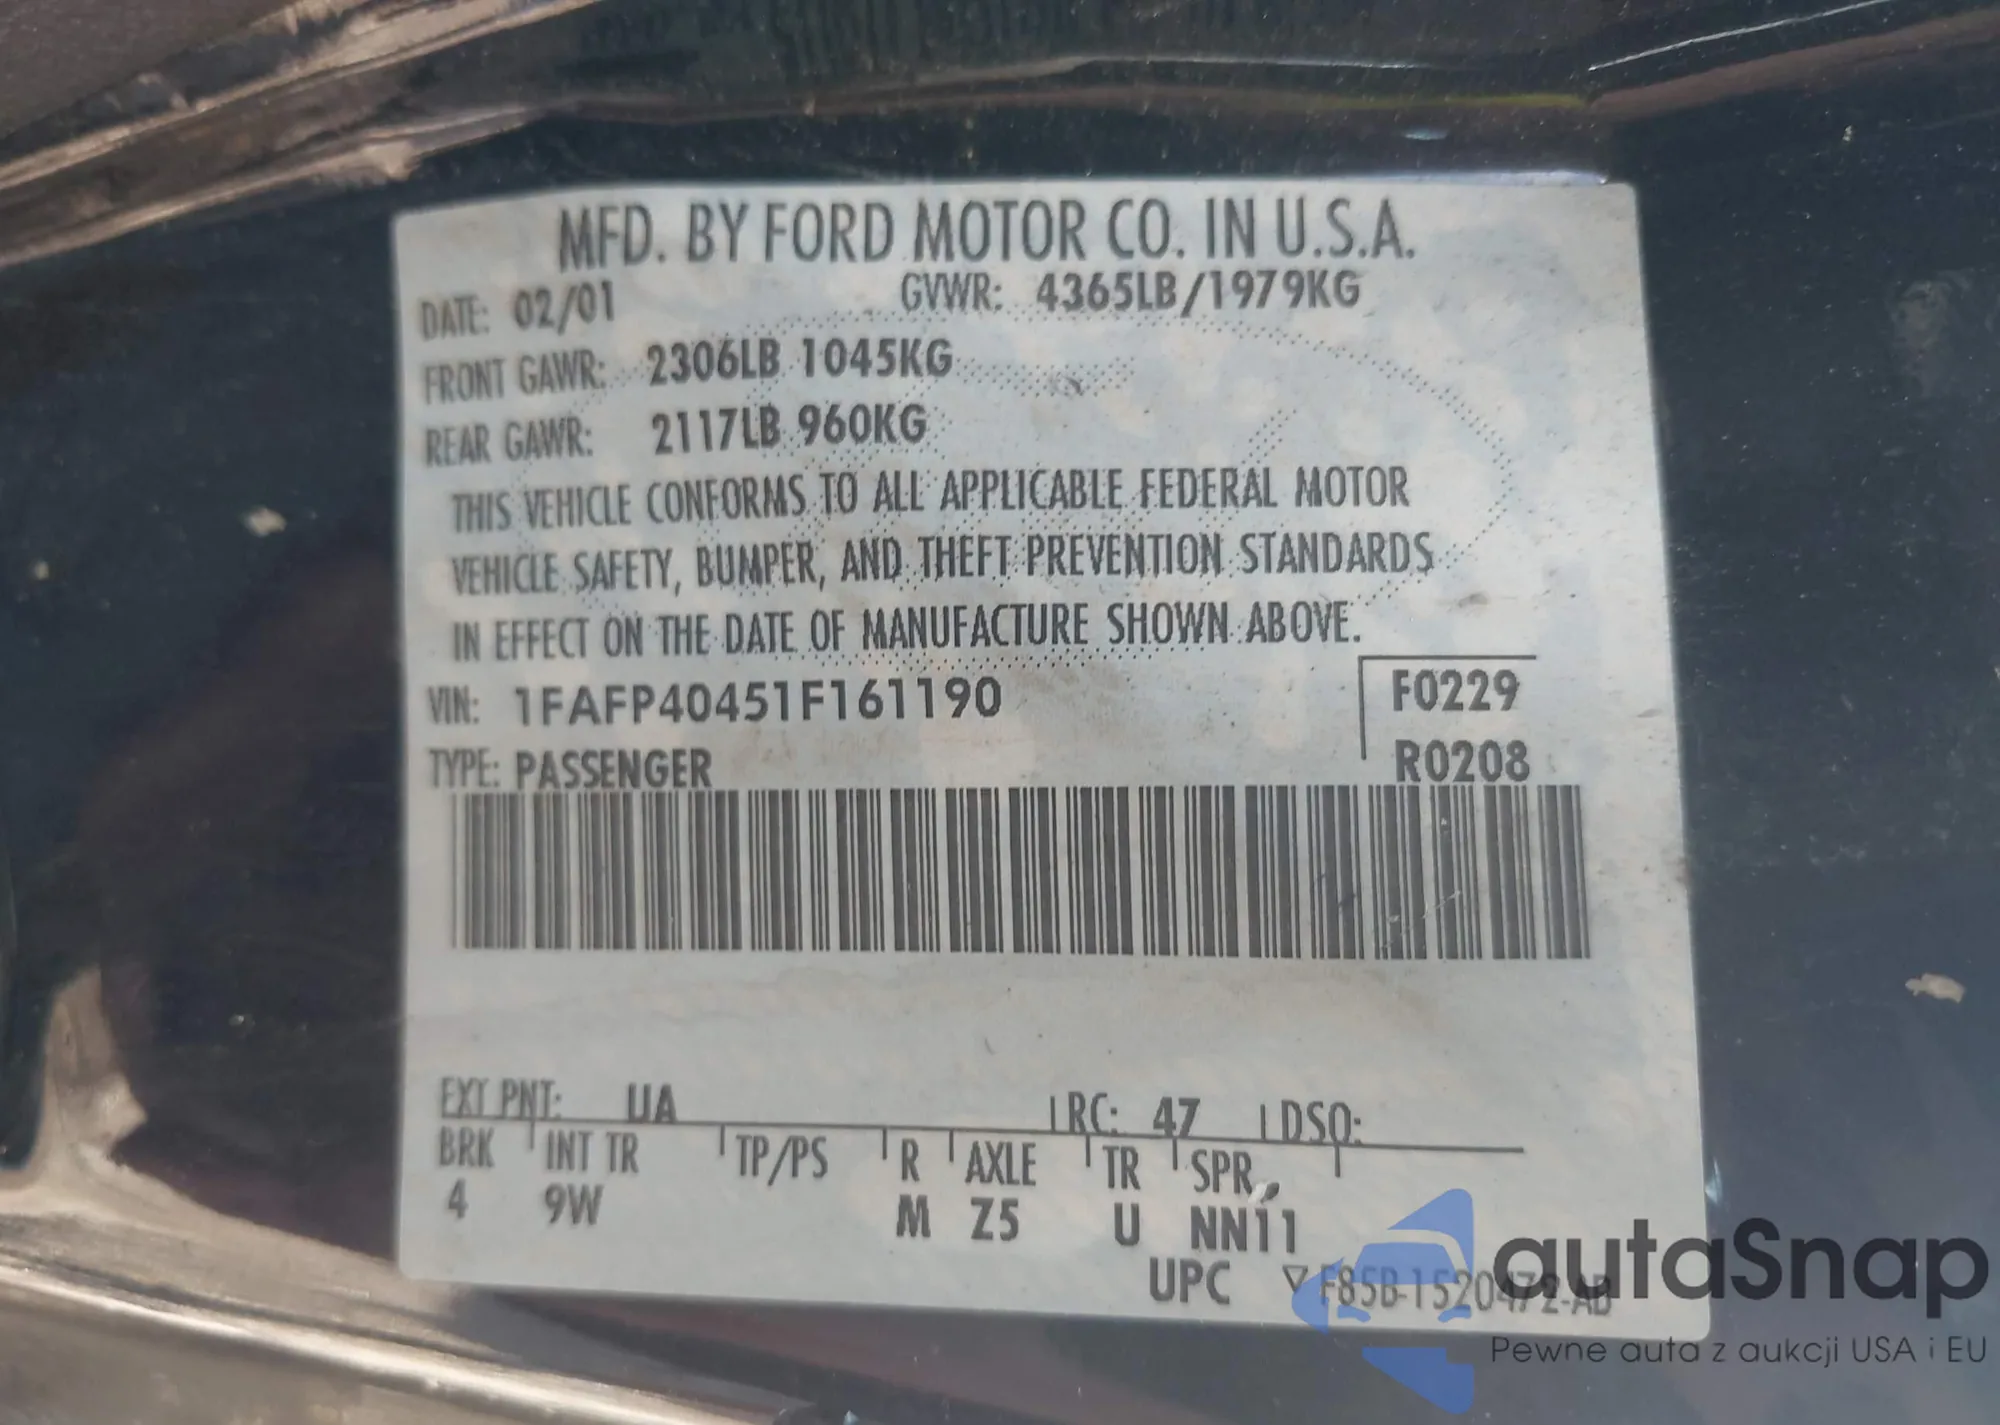 MFD. BY FORD MOTOR CO. IN U.S.A.
DATE: 02/01 GVWR: 4365LB/1979KG
FRONT GAWR: 2306LB 1045KG
REAR GAWR: 2117LB 960KG
THIS VEHICLE CONFORMS TO ALL APPLICABLE FEDERAL MOTOR
VEHICLE SAFETY, BUMPER, AND THEFT PREVENTION STANDARDS
IN EFFECT ON THE DATE OF MANUFACTURE SHOWN ABOVE.
VIN: 1FAFP40451F161190 F0229
TYPE: PASSENGER R0208
EXT PNT: UA RC: 47 DSO:
BRK INT TR TP/PS R AXLE TR SPR
4 9W M Z5 U NN11
UPC ▽ F85B-1520472-AB
autaSnap
Pewne auta z aukcji USA i EU